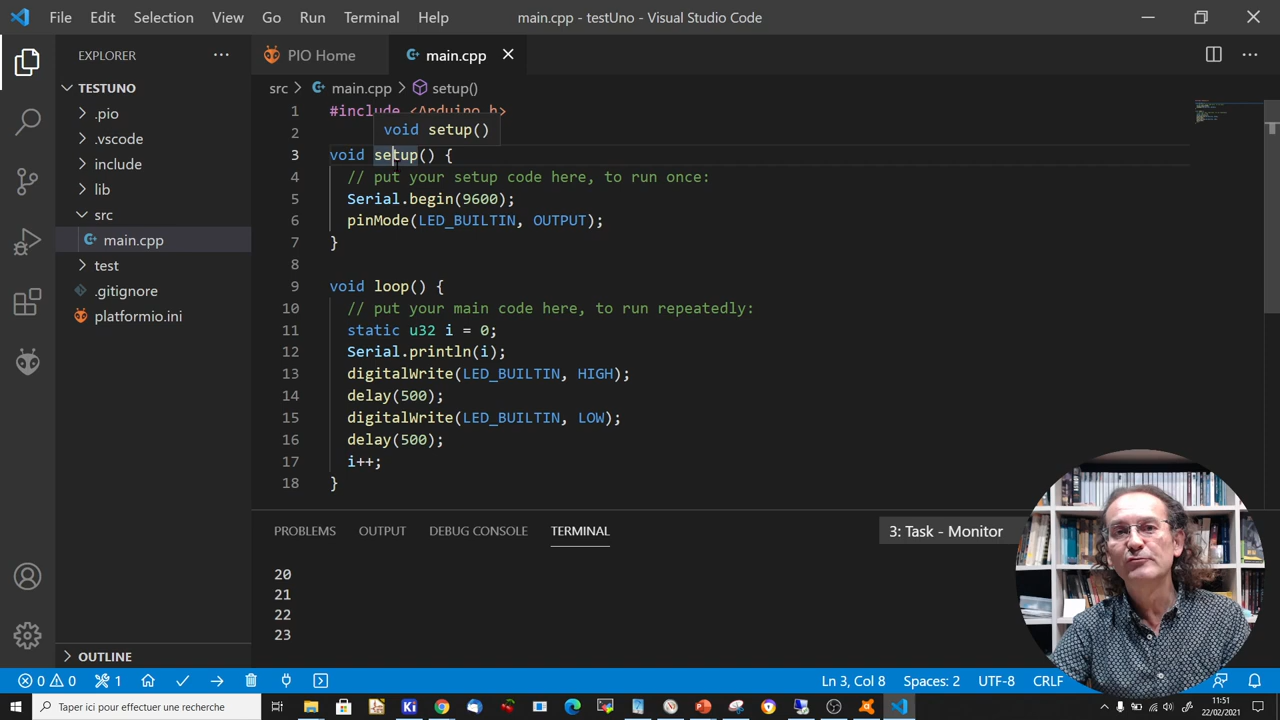 File Edit Selection View Go Run Terminal Help
main.cpp - testUno - Visual Studio Code
EXPLORER
PIO Home
main.cpp
TESTUNO
.pio
.vscode
include
lib
src
main.cpp
test
.gitignore
platformio.ini
OUTLINE
src > main.cpp > setup()
1 #include <Arduino.h>
void setup()
2
3 void setup() {
4 // put your setup code here, to run once:
5 Serial.begin(9600);
6 pinMode(LED_BUILTIN, OUTPUT);
7 }
8
9 void loop() {
10 // put your main code here, to run repeatedly:
11 static u32 i = 0;
12 Serial.println(i);
13 digitalWrite(LED_BUILTIN, HIGH);
14 delay(500);
15 digitalWrite(LED_BUILTIN, LOW);
16 delay(500);
17 i++;
18 }
PROBLEMS OUTPUT DEBUG CONSOLE TERMINAL
3: Task - Monitor
20
21
22
23
0 0 1
Ln 3, Col 8 Spaces: 2 UTF-8 CRLF
Taper ici pour effectuer une recherche
Ki
11:51
22/02/2021